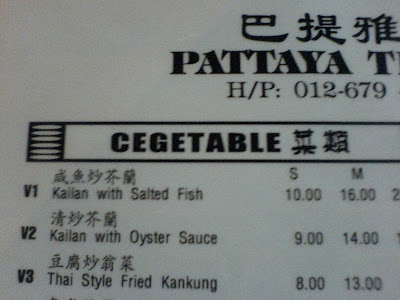 巴提雅
PATTAYA
H/P: 012-679
CEGETABLE 菜類
S M
咸魚炒芥蘭
V1 Kailan with Salted Fish 10.00 16.00 2
清炒芥蘭
V2 Kailan with Oyster Sauce 9.00 14.00 1
豆腐炒翁菜
V3 Thai Style Fried Kankung 8.00 13.00